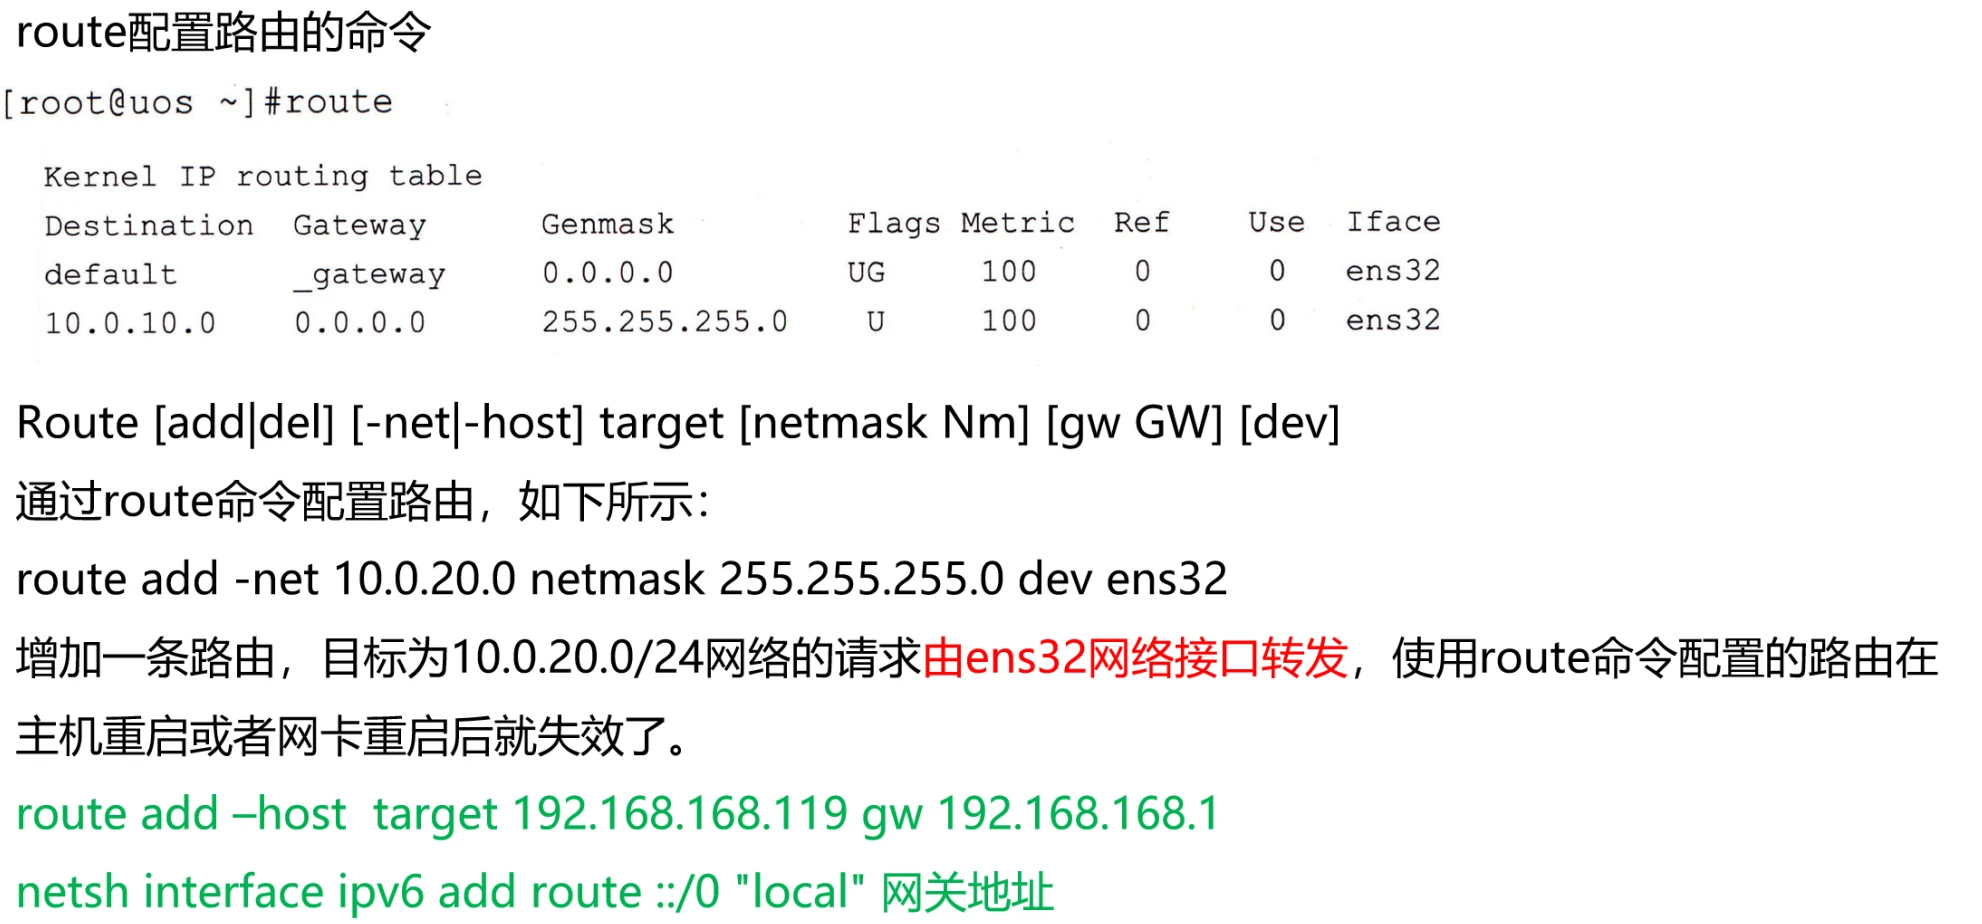 route配置路由的命令
[root@uos ~]#route
Kernel IP routing table
Destination Gateway Genmask Flags Metric Ref Use Iface
default _gateway 0.0.0.0 UG 100 0 0 ens32
10.0.10.0 0.0.0.0 255.255.255.0 U 100 0 0 ens32
Route [add|del] [-net|-host] target [netmask Nm] [gw GW] [dev]
通过route命令配置路由，如下所示：
route add -net 10.0.20.0 netmask 255.255.255.0 dev ens32
增加一条路由，目标为10.0.20.0/24网络的请求由ens32网络接口转发，使用route命令配置的路由在
主机重启或者网卡重启后就失效了。
route add –host target 192.168.168.119 gw 192.168.168.1
netsh interface ipv6 add route ::/0 "local" 网关地址